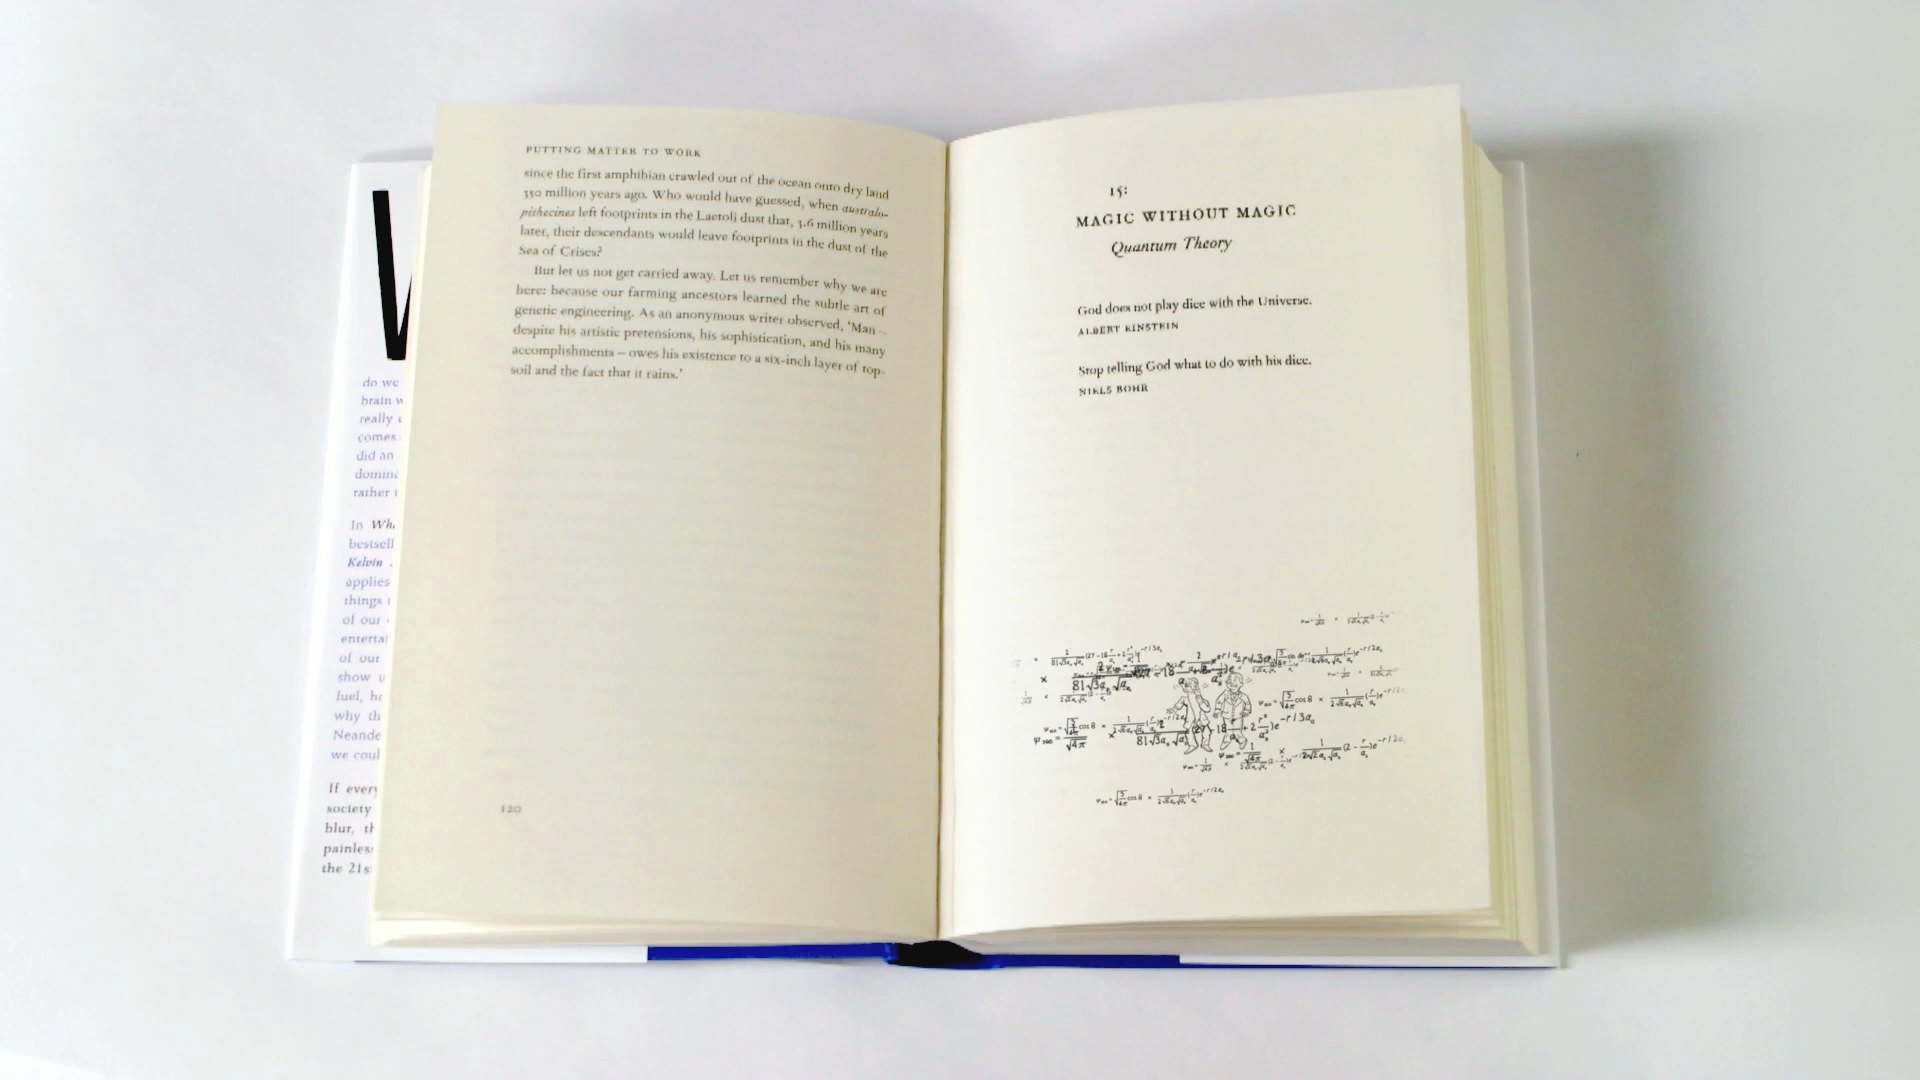 PUTTING MATTER TO WORK
since the first amphibian crawled out of the ocean onto dry land
350 million years ago. Who would have guessed, when australo-
pithecines left footprints in the Laetoli dust that, 3.6 million years
later, their descendants would leave footprints in the dust of the
Sea of Crises?
But let us not get carried away. Let us remember why we are
here: because our farming ancestors learned the subtle art of
genetic engineering. As an anonymous writer observed, 'Man –
despite his artistic pretensions, his sophistication, and his many
accomplishments – owes his existence to a six-inch layer of top-
soil and the fact that it rains.'
120
15:
MAGIC WITHOUT MAGIC
Quantum Theory
God does not play dice with the Universe.
ALBERT EINSTEIN
Stop telling God what to do with his dice.
NIELS BOHR
do we
brain w
really
comes
did an
domina
rather
In Wha
bestsell
Kelvin
applies
things
of our
entertai
of our
show u
fuel, he
why th
Neande
we coul
If every
society
blur, th
painless
the 21s